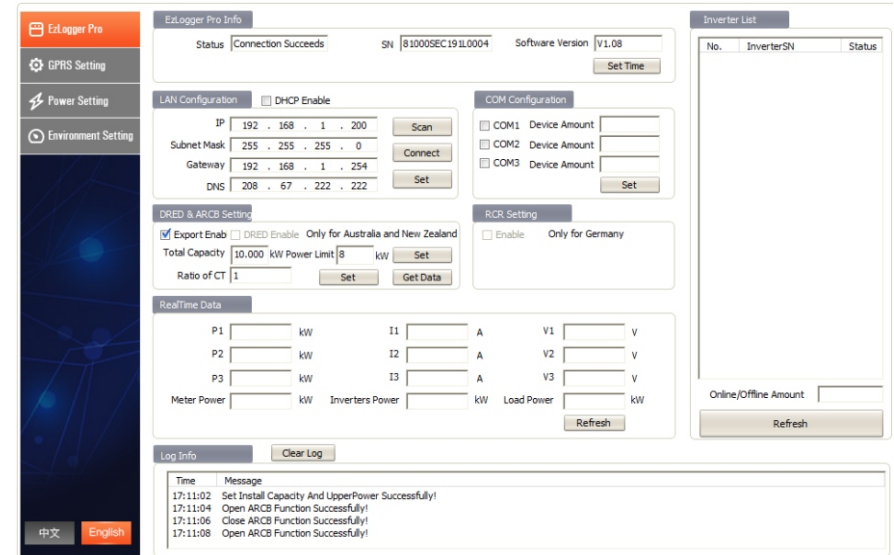 EzLogger Pro
GPRS Setting
Power Setting
Environment Setting
中文 English
EzLogger Pro Info
Status Connection Succeeds SN 81000SEC191L0004 Software Version V1.08
Set Time
LAN Configuration DHCP Enable
IP 192 . 168 . 1 . 200 Scan
Subnet Mask 255 . 255 . 255 . 0 Connect
Gateway 192 . 168 . 1 . 254
DNS 208 . 67 . 222 . 222 Set
COM Configuration
COM1 Device Amount
COM2 Device Amount
COM3 Device Amount
Set
DRED & ARCB Setting
Export Enab DRED Enable Only for Australia and New Zealand
Total Capacity 10.000 kW Power Limit 8 kW Set
Ratio of CT 1 Set Get Data
RCR Setting
Enable Only for Germany
RealTime Data
P1 kW I1 A V1 V
P2 kW I2 A V2 V
P3 kW I3 A V3 V
Meter Power kW Inverters Power kW Load Power kW
Refresh
Inverter List
No. InverterSN Status
Online/Offline Amount
Refresh
Log Info Clear Log
Time Message
17:11:02 Set Install Capacity And UpperPower Successfully!
17:11:04 Open ARCB Function Successfully!
17:11:06 Close ARCB Function Successfully!
17:11:08 Open ARCB Function Successfully!